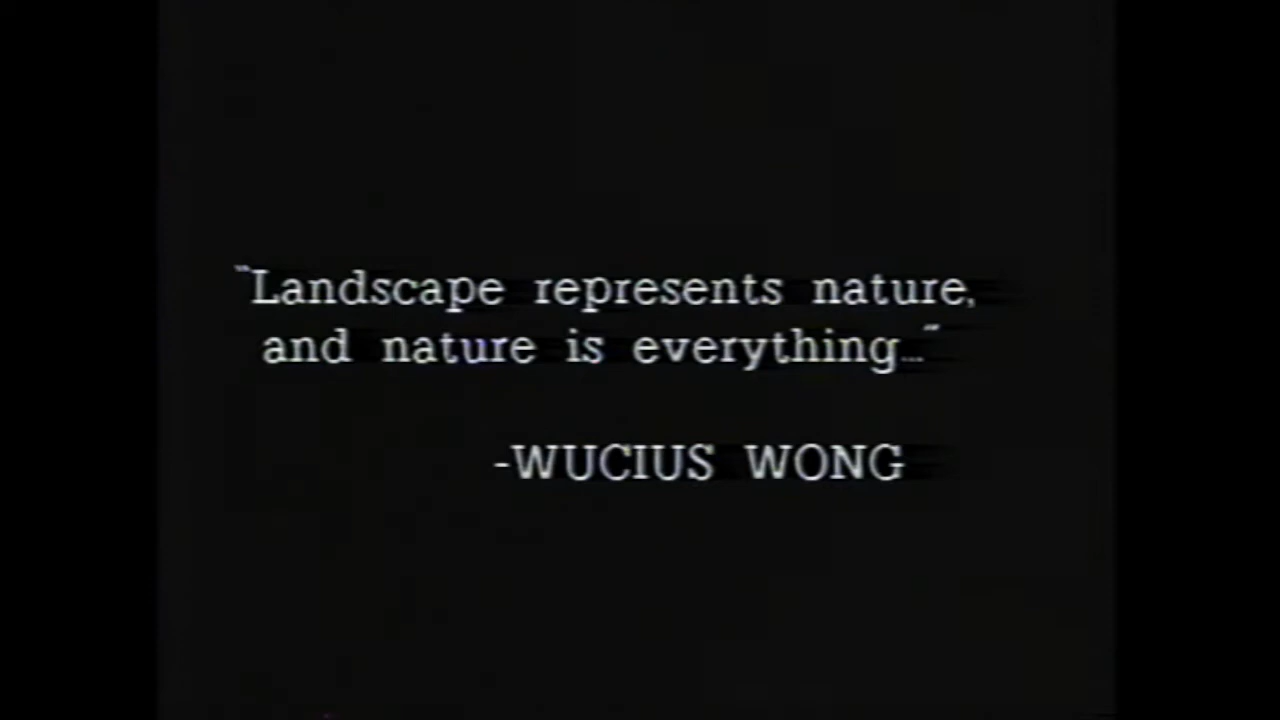 "Landscape represents nature,
and nature is everything..."
-WUCIUS WONG